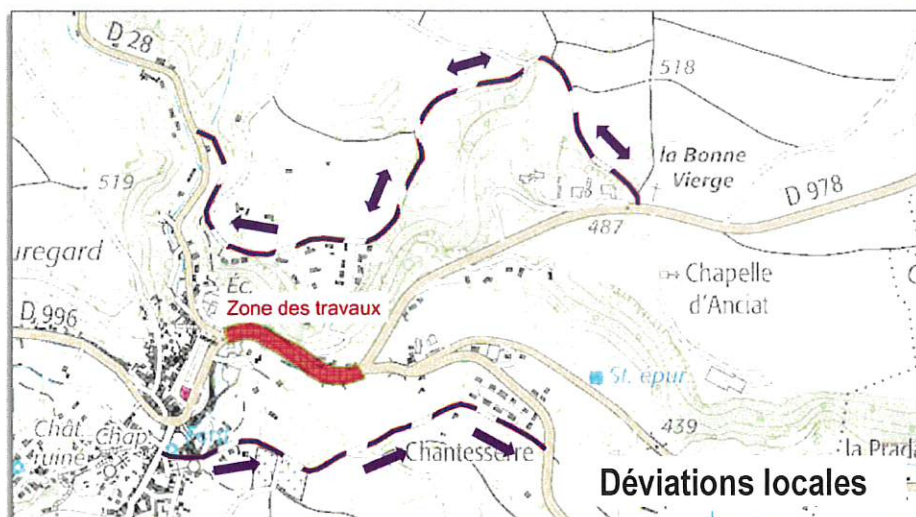 D 28
518
la Bonne
Vierge
D 978
519
487
uregard
Éc.
Chapelle
d'Anciat
Zone des travaux
D 996
St. épur.
Chât.
chap.
ruiné
439
Chantesserre
la Prada
Déviations locales